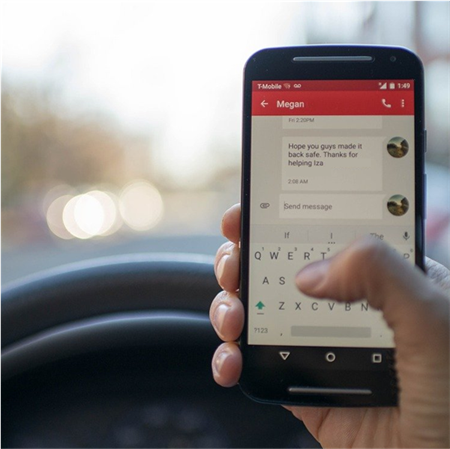 T-Mobile 1:49
Megan
Fri 2:20PM
Hope you guys made it
back safe. Thanks for
helping Iza
2:08 AM
Send message
If I The
Q W E R T
A S
Z X C V B N
?123